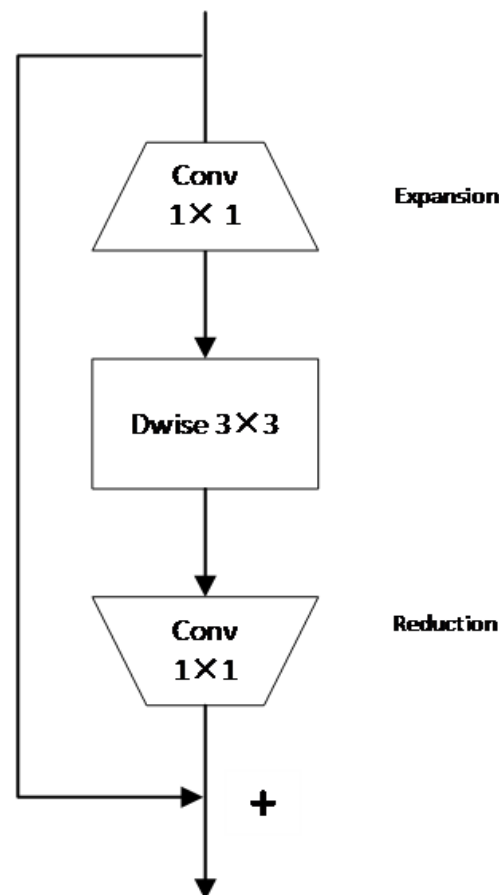 Conv
1× 1
Expansion
Dwise 3×3
Conv
1×1
Reduction
+